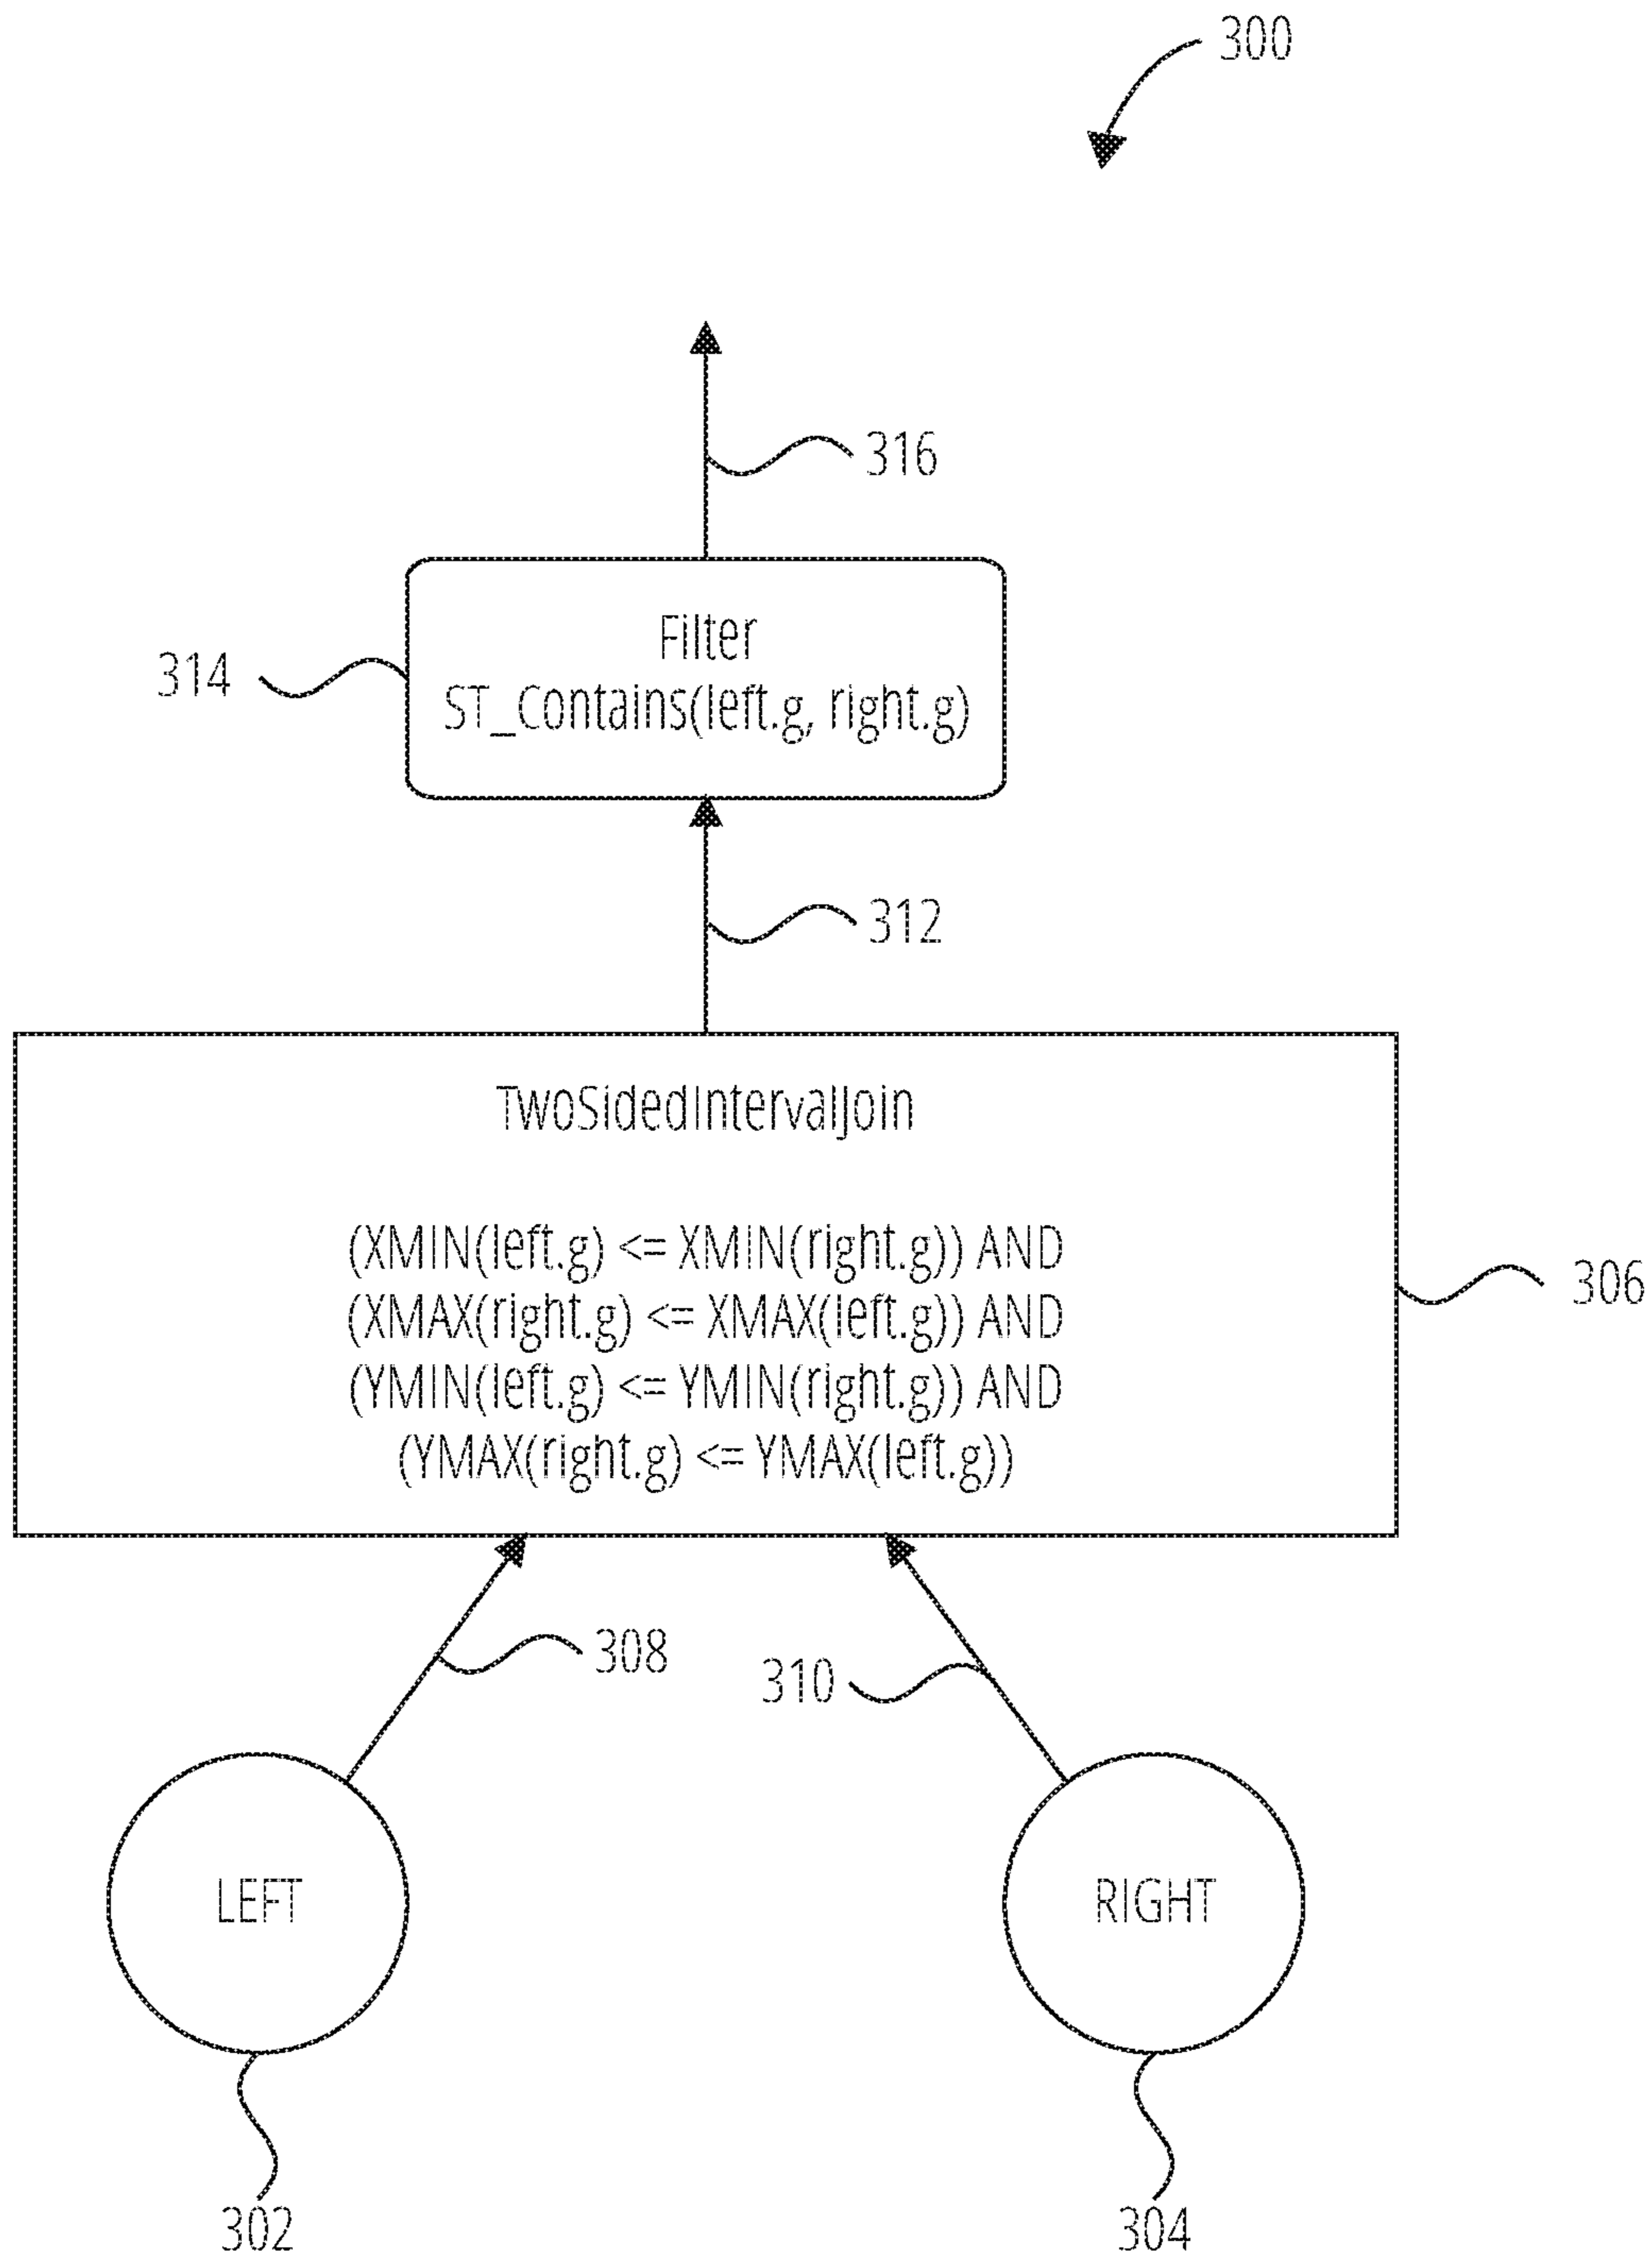 300
316
314
Filter
ST_Contains(left.g, right.g)
312
TwoSidedIntervalJoin
(XMIN(left.g) <= XMIN(right.g)) AND
(XMAX(right.g) <= XMAX(left.g)) AND
(YMIN(left.g) <= YMIN(right.g)) AND
(YMAX(right.g) <= YMAX(left.g))
306
308
310
LEFT
RIGHT
302
304